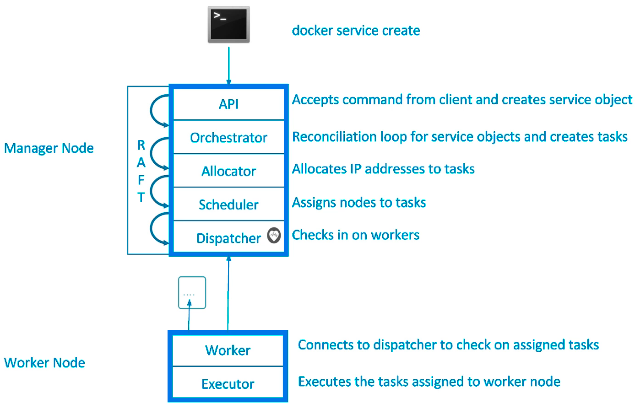 >_
docker service create
API
Accepts command from client and creates service object
Manager Node
RAFT
Orchestrator
Reconciliation loop for service objects and creates tasks
Allocator
Allocates IP addresses to tasks
Scheduler
Assigns nodes to tasks
Dispatcher
Checks in on workers
....
Worker Node
Worker
Connects to dispatcher to check on assigned tasks
Executor
Executes the tasks assigned to worker node